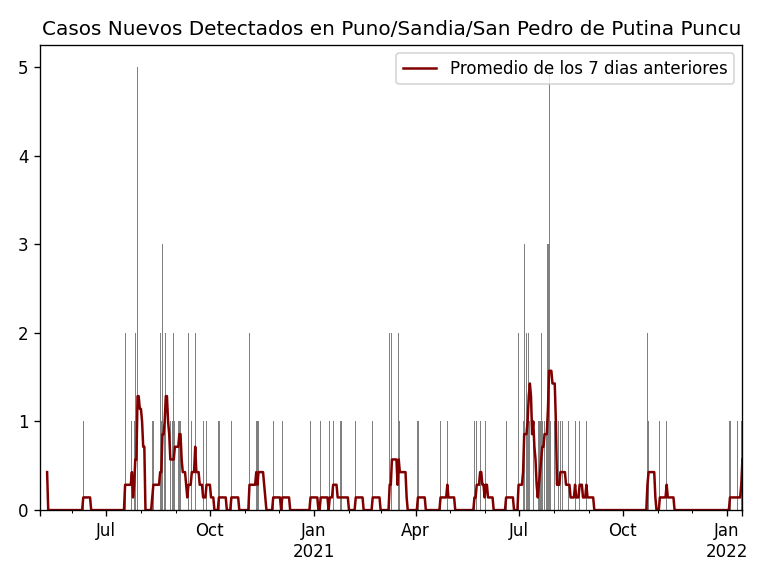 Casos Nuevos Detectados en Puno/Sandia/San Pedro de Putina Puncu
Promedio de los 7 dias anteriores
5
4
3
2
1
0
Jul
Oct
Jan
2021
Apr
Jul
Oct
Jan
2022